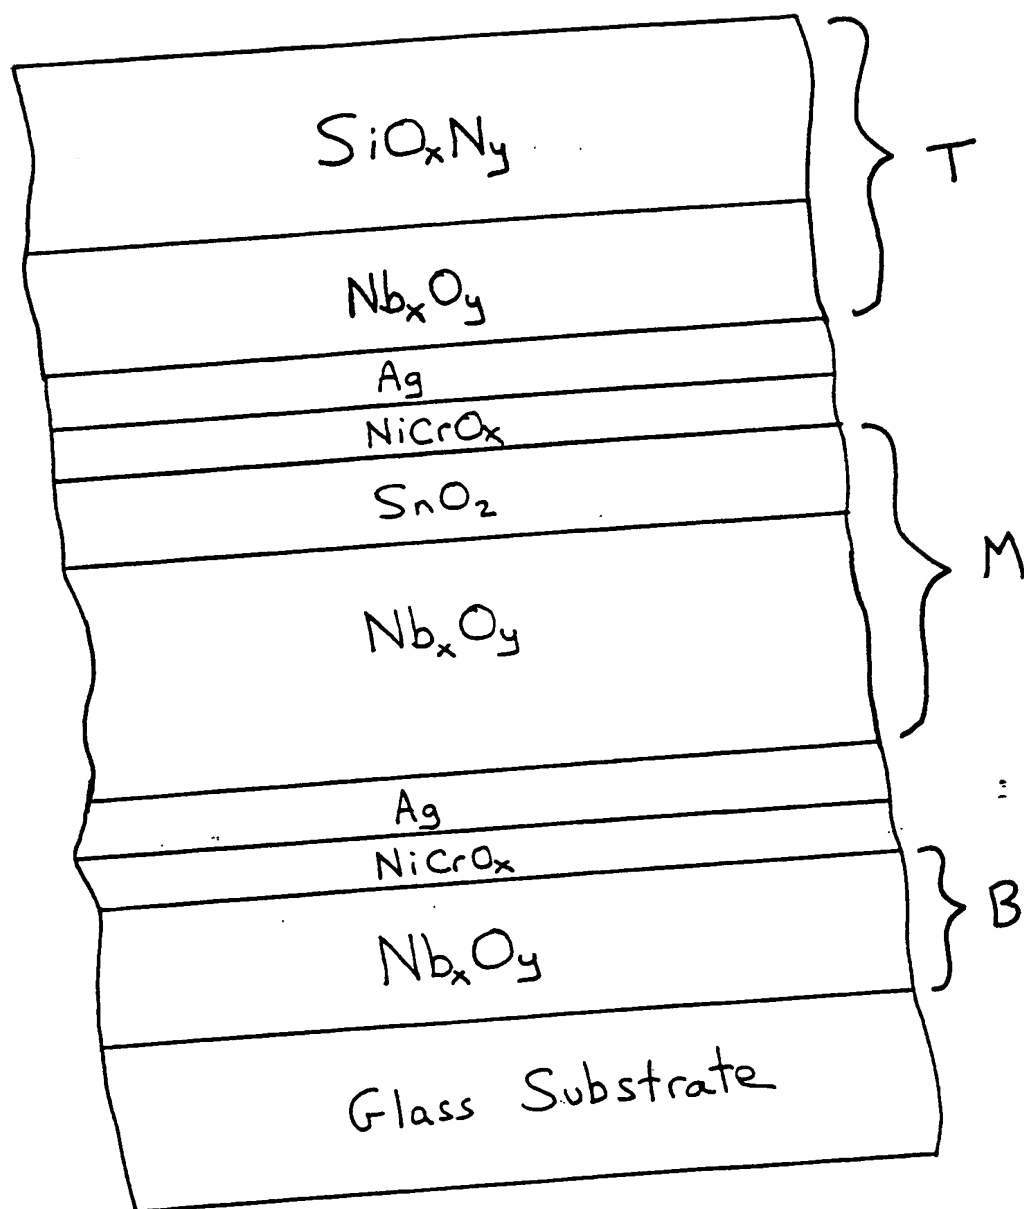 SiOxNy
T
NbxOy
Ag
NiCrOx
SnO2
M
NbxOy
Ag
NiCrOx
B
NbxOy
Glass Substrate